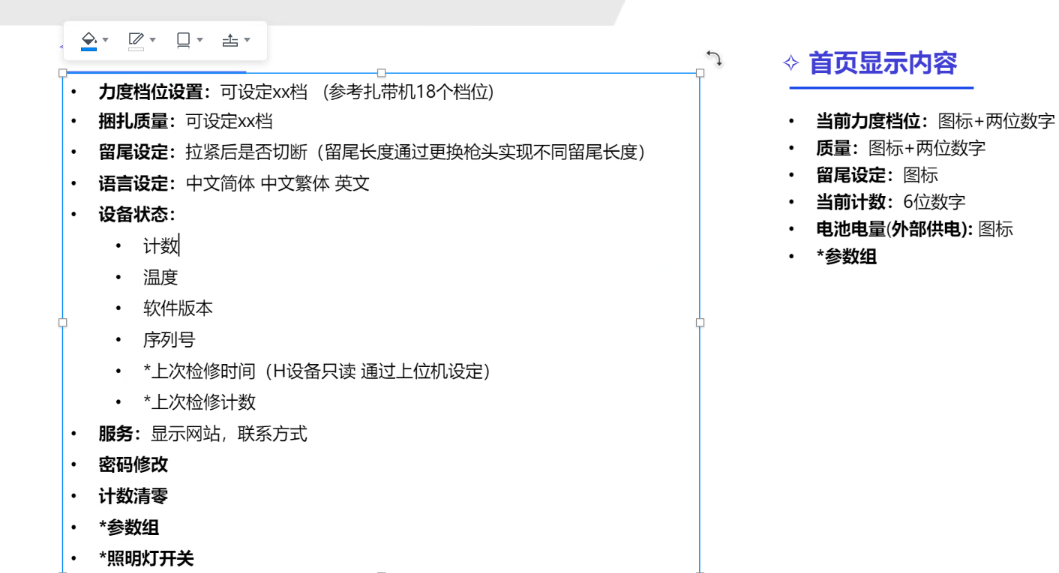 力度档位设置：可设定xx档 (参考扎带机18个档位)
捆扎质量：可设定xx档
留尾设定：拉紧后是否切断（留尾长度通过更换枪头实现不同留尾长度）
语言设定：中文简体 中文繁体 英文
设备状态：
计数
温度
软件版本
序列号
*上次检修时间（H设备只读 通过上位机设定）
*上次检修计数
服务：显示网站，联系方式
密码修改
计数清零
*参数组
*照明灯开关
首页显示内容
当前力度档位：图标+两位数字
质量：图标+两位数字
留尾设定：图标
当前计数：6位数字
电池电量(外部供电): 图标
*参数组